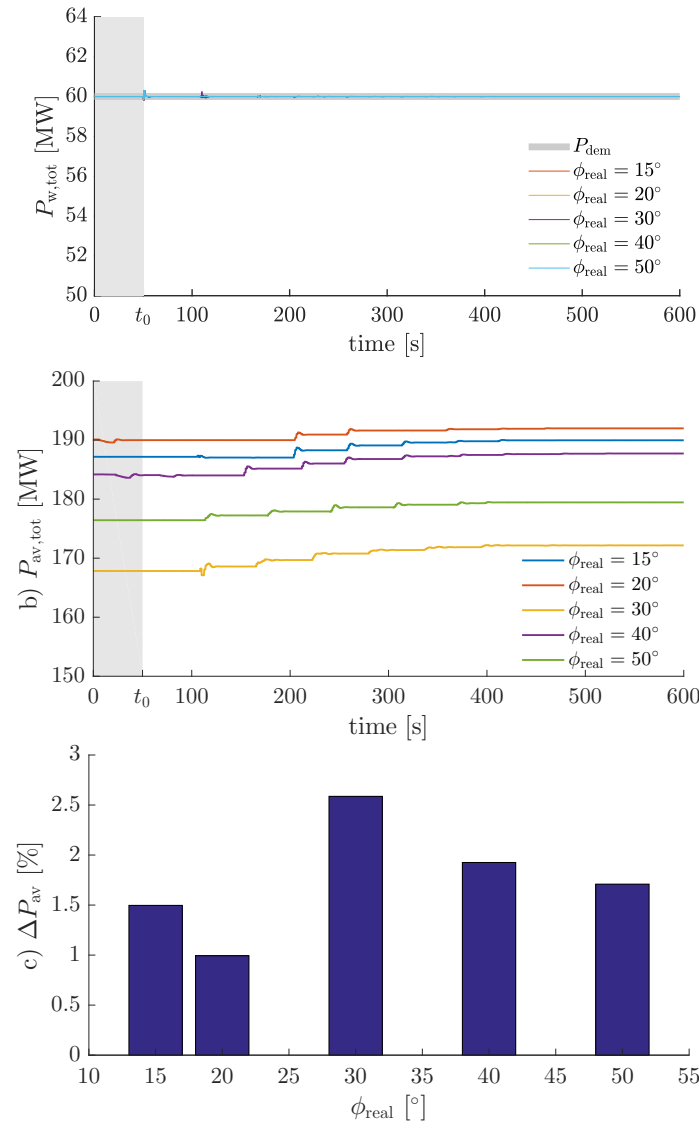 64
62
60
58
56
54
52
50
P_w,tot [MW]
P_dem
ϕ_real = 15°
ϕ_real = 20°
ϕ_real = 30°
ϕ_real = 40°
ϕ_real = 50°
0 t_0 100 200 300 400 500 600
time [s]
200
190
180
170
160
150
b) P_av,tot [MW]
ϕ_real = 15°
ϕ_real = 20°
ϕ_real = 30°
ϕ_real = 40°
ϕ_real = 50°
0 t_0 100 200 300 400 500 600
time [s]
3
2.5
2
1.5
1
0.5
0
c) ΔP_av [%]
10 15 20 25 30 35 40 45 50 55
ϕ_real [°]